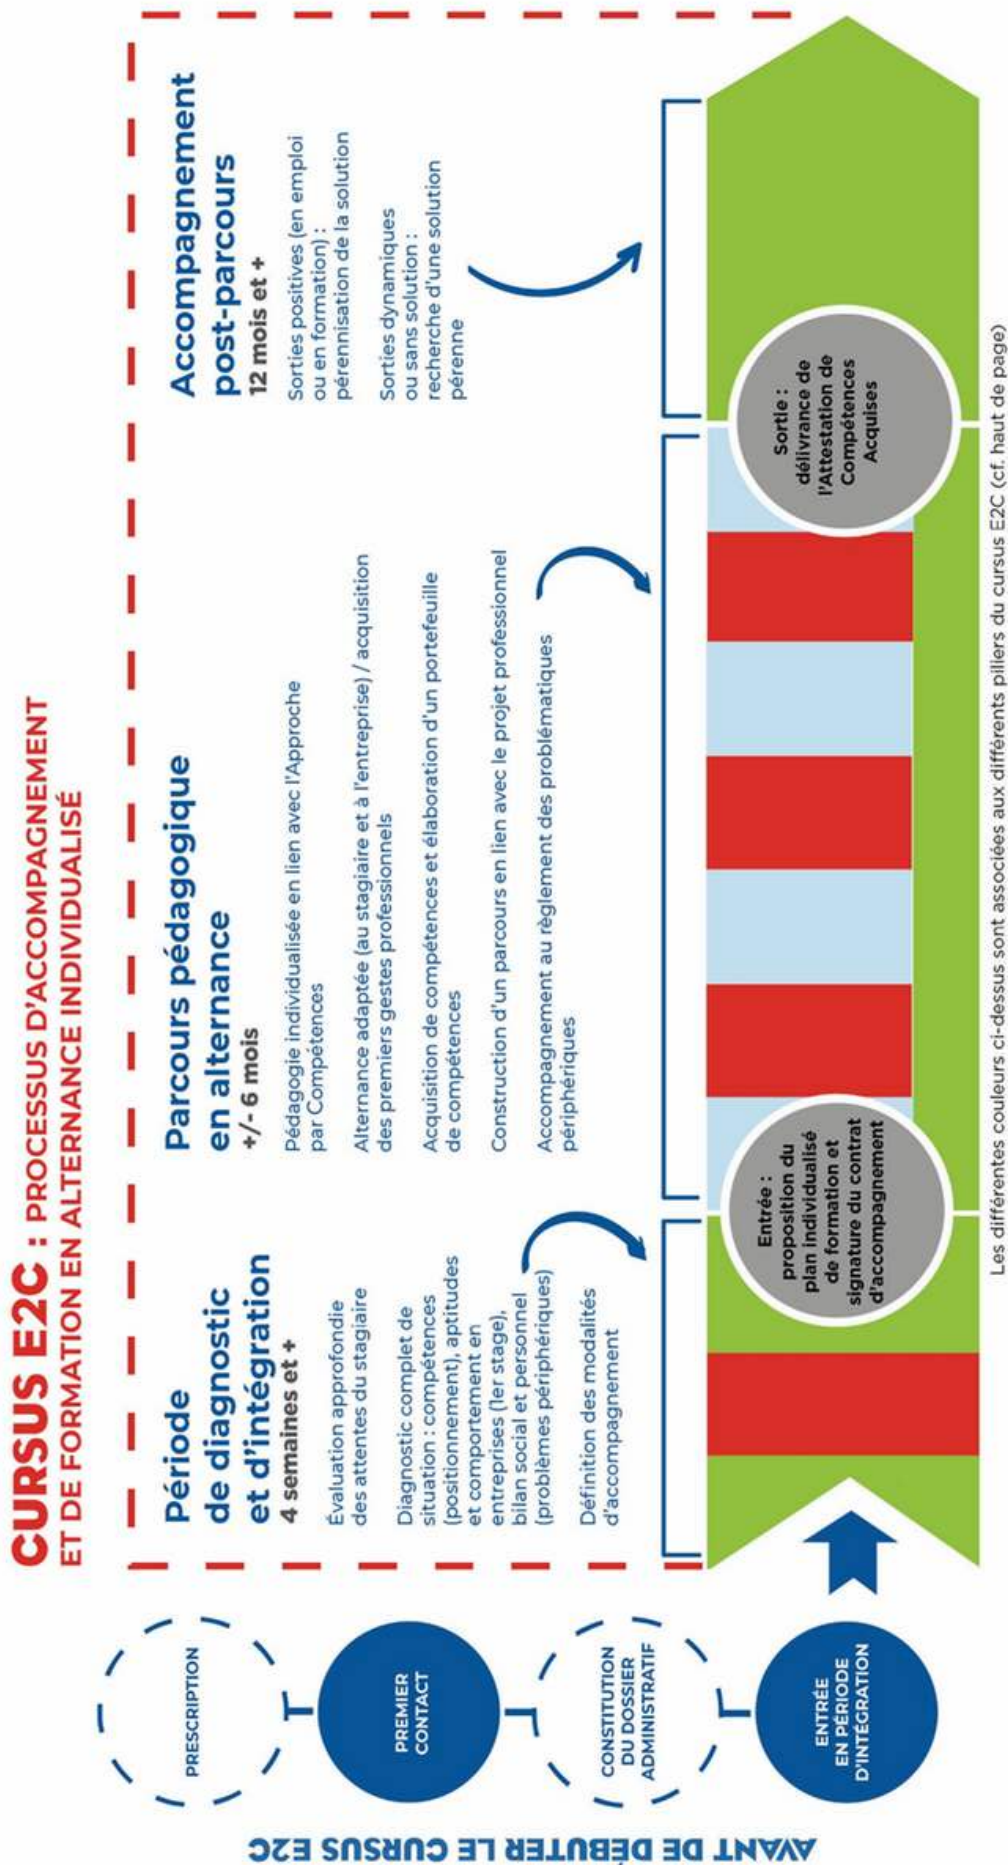 CURSUS E2C : PROCESSUS D'ACCOMPAGNEMENT
ET DE FORMATION EN ALTERNANCE INDIVIDUALISÉ
AVANT DE DÉBUTER LE CURSUS E2C
PRESCRIPTION
PREMIER
CONTACT
CONSTITUTION
DU DOSSIER
ADMINISTRATIF
ENTRÉE
EN PÉRIODE
D'INTÉGRATION
Période
de diagnostic
et d'intégration
4 semaines et +
Évaluation approfondie
des attentes du stagiaire
Diagnostic complet de
situation : compétences
(positionnement), aptitudes
et comportement en
entreprises (1er stage),
bilan social et personnel
(problèmes périphériques)
Définition des modalités
d'accompagnement
Parcours pédagogique
en alternance
+/- 6 mois
Pédagogie individualisée en lien avec l'Approche
par Compétences
Alternance adaptée (au stagiaire et à l'entreprise) / acquisition
des premiers gestes professionnels
Acquisition de compétences et élaboration d'un portefeuille
de compétences
Construction d'un parcours en lien avec le projet professionnel
Accompagnement au règlement des problématiques
périphériques
Accompagnement
post-parcours
12 mois et +
Sorties positives (en emploi
ou en formation) :
pérennisation de la solution
Sorties dynamiques
ou sans solution :
recherche d'une solution
pérenne
Entrée :
proposition du
plan individualisé
de formation et
signature du contrat
d'accompagnement
Sortie :
délivrance de
l'Attestation de
Compétences
Acquises
Les différentes couleurs ci-dessus sont associées aux différents piliers du cursus E2C (cf. haut de page)